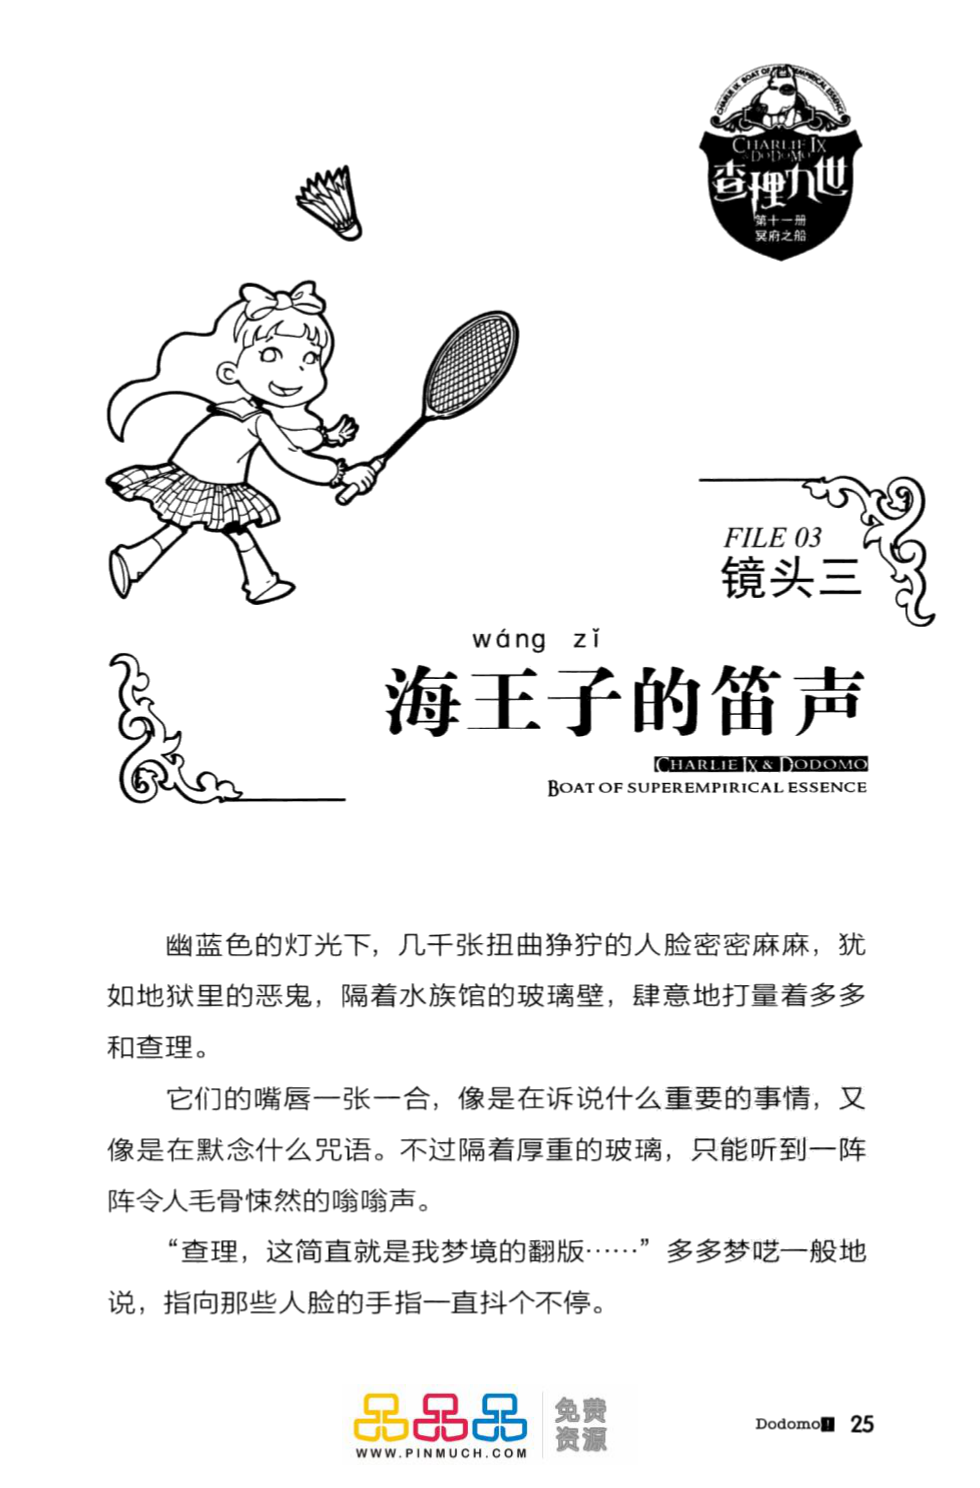 CHARLIE IX BOAT OF SUPEREMPIRICAL ESSENCE
CHARLIE IX
& DODOMO
查理九世
第十一册
冥府之船
FILE 03
镜头三
wáng zǐ
海王子的笛声
CHARLIE IX & DODOMO
BOAT OF SUPEREMPIRICAL ESSENCE
幽蓝色的灯光下，几千张扭曲狰狞的人脸密密麻麻，犹
如地狱里的恶鬼，隔着水族馆的玻璃壁，肆意地打量着多多
和查理。
它们的嘴唇一张一合，像是在诉说什么重要的事情，又
像是在默念什么咒语。不过隔着厚重的玻璃，只能听到一阵
阵令人毛骨悚然的嗡嗡声。
“查理，这简直就是我梦境的翻版……”多多梦呓一般地
说，指向那些人脸的手指一直抖个不停。
品品品
免费
资源
WWW.PINMUCH.COM
Dodomo! 25